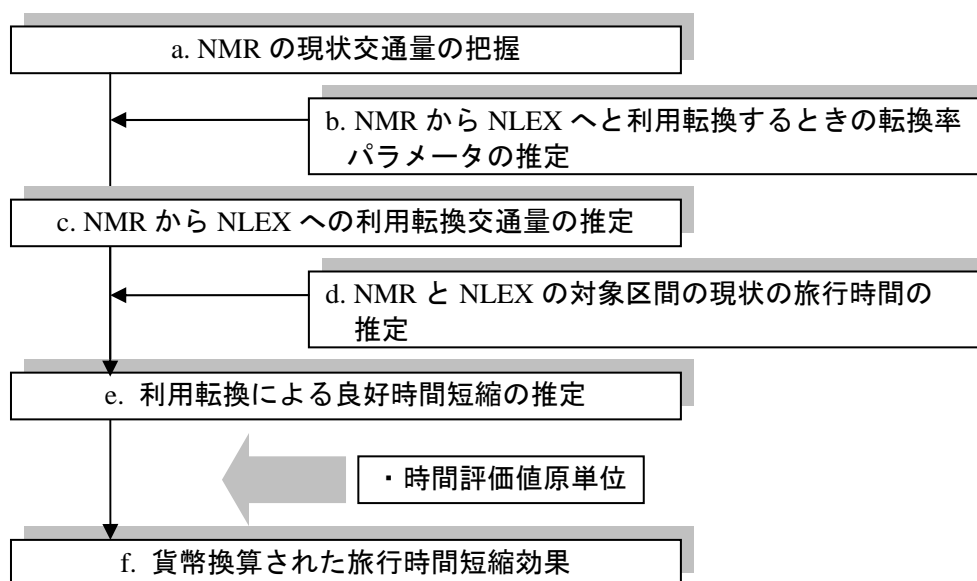 a. NMR の現状交通量の把握
b. NMR から NLEX へと利用転換するときの転換率
パラメータの推定
c. NMR から NLEX への利用転換交通量の推定
d. NMR と NLEX の対象区間の現状の旅行時間の
推定
e. 利用転換による良好時間短縮の推定
・時間評価値原単位
f. 貨幣換算された旅行時間短縮効果